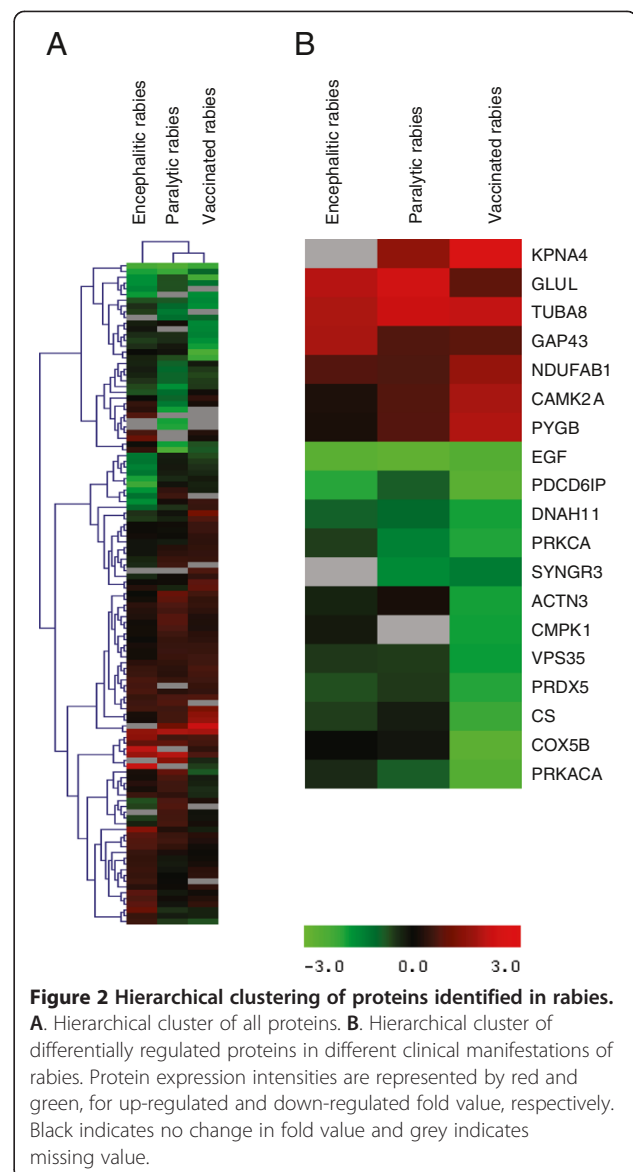 A
B
Encephalitic rabies
Paralytic rabies
Vaccinated rabies
Encephalitic rabies
Paralytic rabies
Vaccinated rabies
KPNA4
GLUL
TUBA8
GAP43
NDUFAB1
CAMK2A
PYGB
EGF
PDCD6IP
DNAH11
PRKCA
SYNGR3
ACTN3
CMPK1
VPS35
PRDX5
CS
COX5B
PRKACA
-3.0 0.0 3.0
Figure 2 Hierarchical clustering of proteins identified in rabies.
A. Hierarchical cluster of all proteins. B. Hierarchical cluster of
differentially regulated proteins in different clinical manifestations of
rabies. Protein expression intensities are represented by red and
green, for up-regulated and down-regulated fold value, respectively.
Black indicates no change in fold value and grey indicates
missing value.